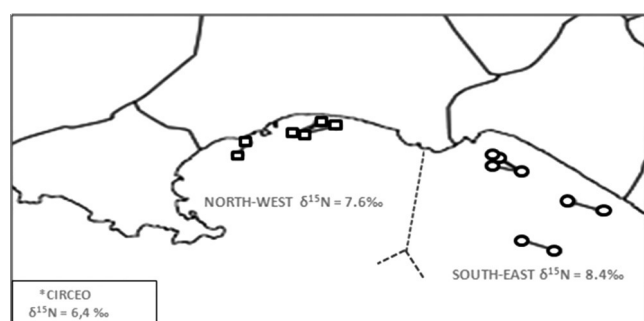 NORTH-WEST δ¹⁵N = 7.6‰
SOUTH-EAST δ¹⁵N = 8.4‰
*CIRCEO
δ¹⁵N = 6,4 ‰